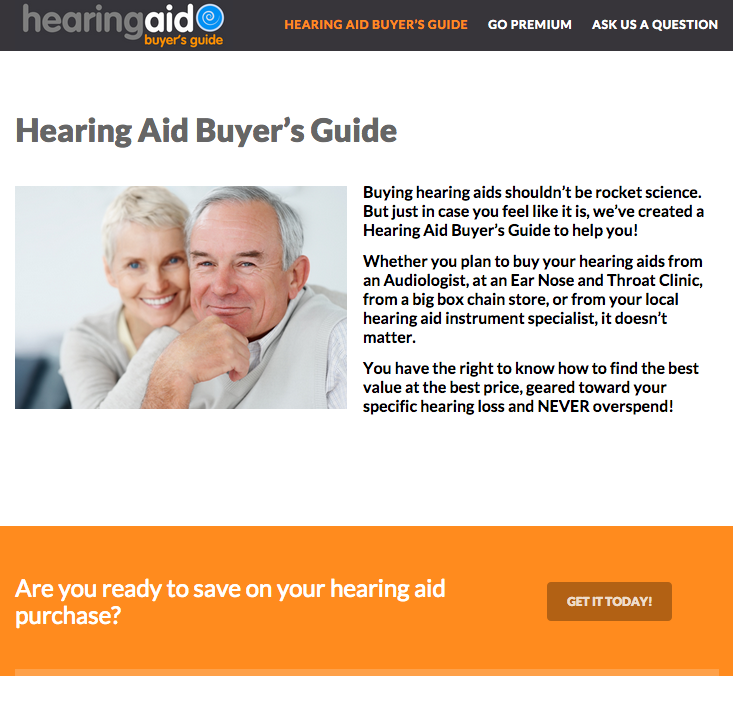 hearingaid
buyer's guide
HEARING AID BUYER'S GUIDE GO PREMIUM ASK US A QUESTION
Hearing Aid Buyer's Guide
Buying hearing aids shouldn't be rocket science.
But just in case you feel like it is, we've created a
Hearing Aid Buyer's Guide to help you!
Whether you plan to buy your hearing aids from
an Audiologist, at an Ear Nose and Throat Clinic,
from a big box chain store, or from your local
hearing aid instrument specialist, it doesn't
matter.
You have the right to know how to find the best
value at the best price, geared toward your
specific hearing loss and NEVER overspend!
Are you ready to save on your hearing aid
purchase?
GET IT TODAY!